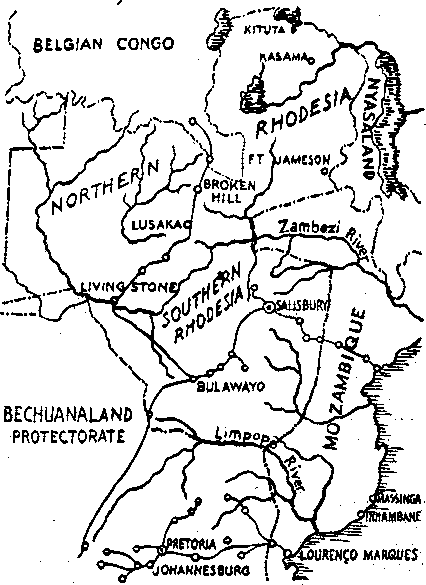 KITUTA
BELGIAN CONGO
KASAMA
RHODESIA
NYASALAND
FT JAMESON
NORTHERN
BROKEN
HILL
LUSAKA
Zambezi
River
LIVINGSTONE
SOUTHERN
RHODESIA
SALISBURY
MOZAMBIQUE
BULAWAYO
BECHUANALAND
PROTECTORATE
Limpopo
River
MASSINGA
INHAMBANE
PRETORIA
JOHANNESBURG
LOURENÇO MARQUES